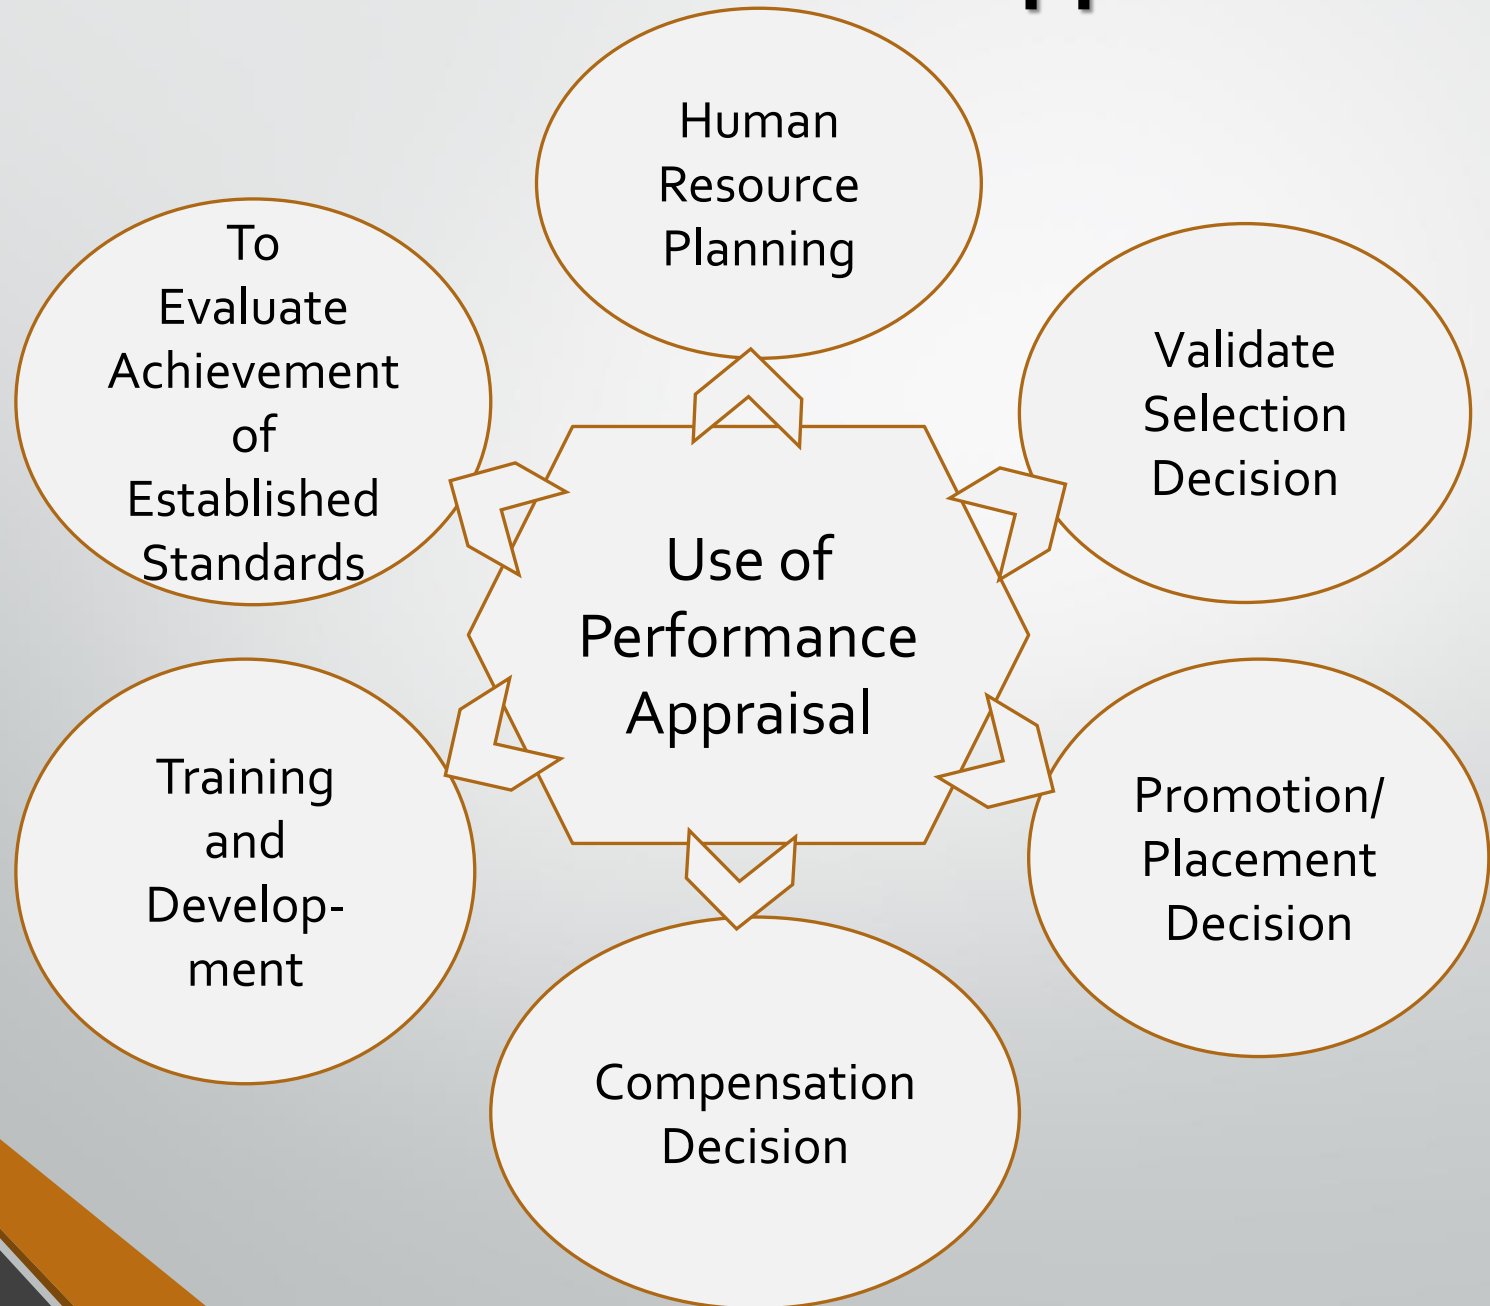 Human
Resource
Planning
Validate
Selection
Decision
Promotion/
Placement
Decision
Compensation
Decision
Training
and
Develop-
ment
To
Evaluate
Achievement
of
Established
Standards
Use of
Performance
Appraisal